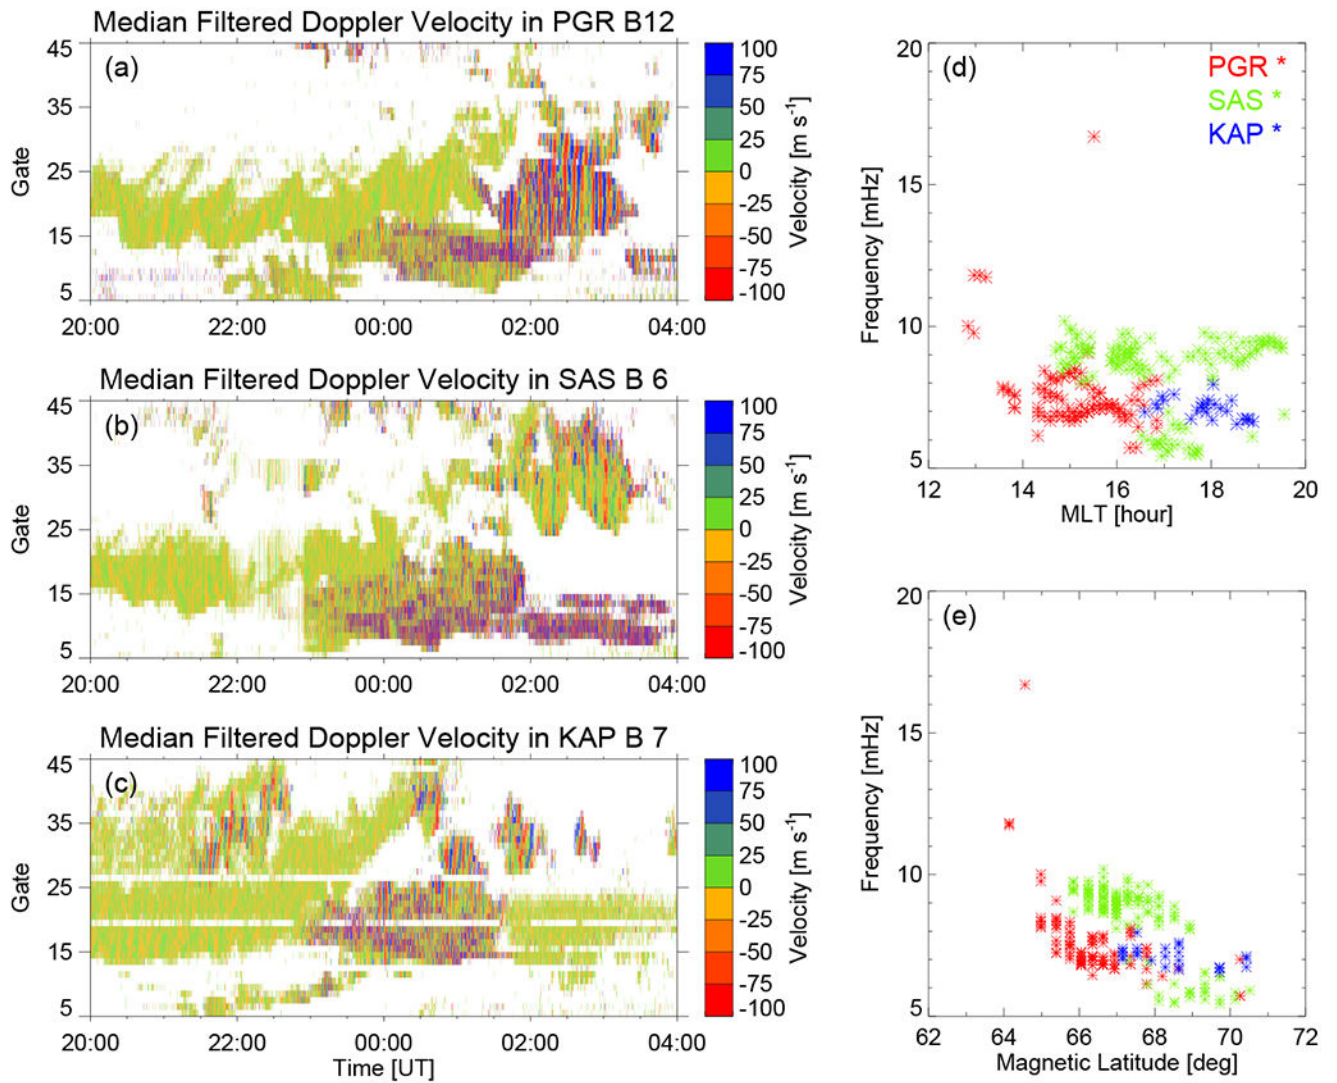 Median Filtered Doppler Velocity in PGR B12
(a)
45
35
25
15
5
Gate
20:00 22:00 00:00 02:00 04:00
100
75
50
25
0
-25
-50
-75
-100
Velocity [m s⁻¹]
Median Filtered Doppler Velocity in SAS B 6
(b)
45
35
25
15
5
Gate
20:00 22:00 00:00 02:00 04:00
100
75
50
25
0
-25
-50
-75
-100
Velocity [m s⁻¹]
Median Filtered Doppler Velocity in KAP B 7
(c)
45
35
25
15
5
Gate
20:00 22:00 00:00 02:00 04:00
Time [UT]
100
75
50
25
0
-25
-50
-75
-100
Velocity [m s⁻¹]
(d)
PGR *
SAS *
KAP *
20
15
10
5
Frequency [mHz]
12 14 16 18 20
MLT [hour]
(e)
20
15
10
5
Frequency [mHz]
62 64 66 68 70 72
Magnetic Latitude [deg]